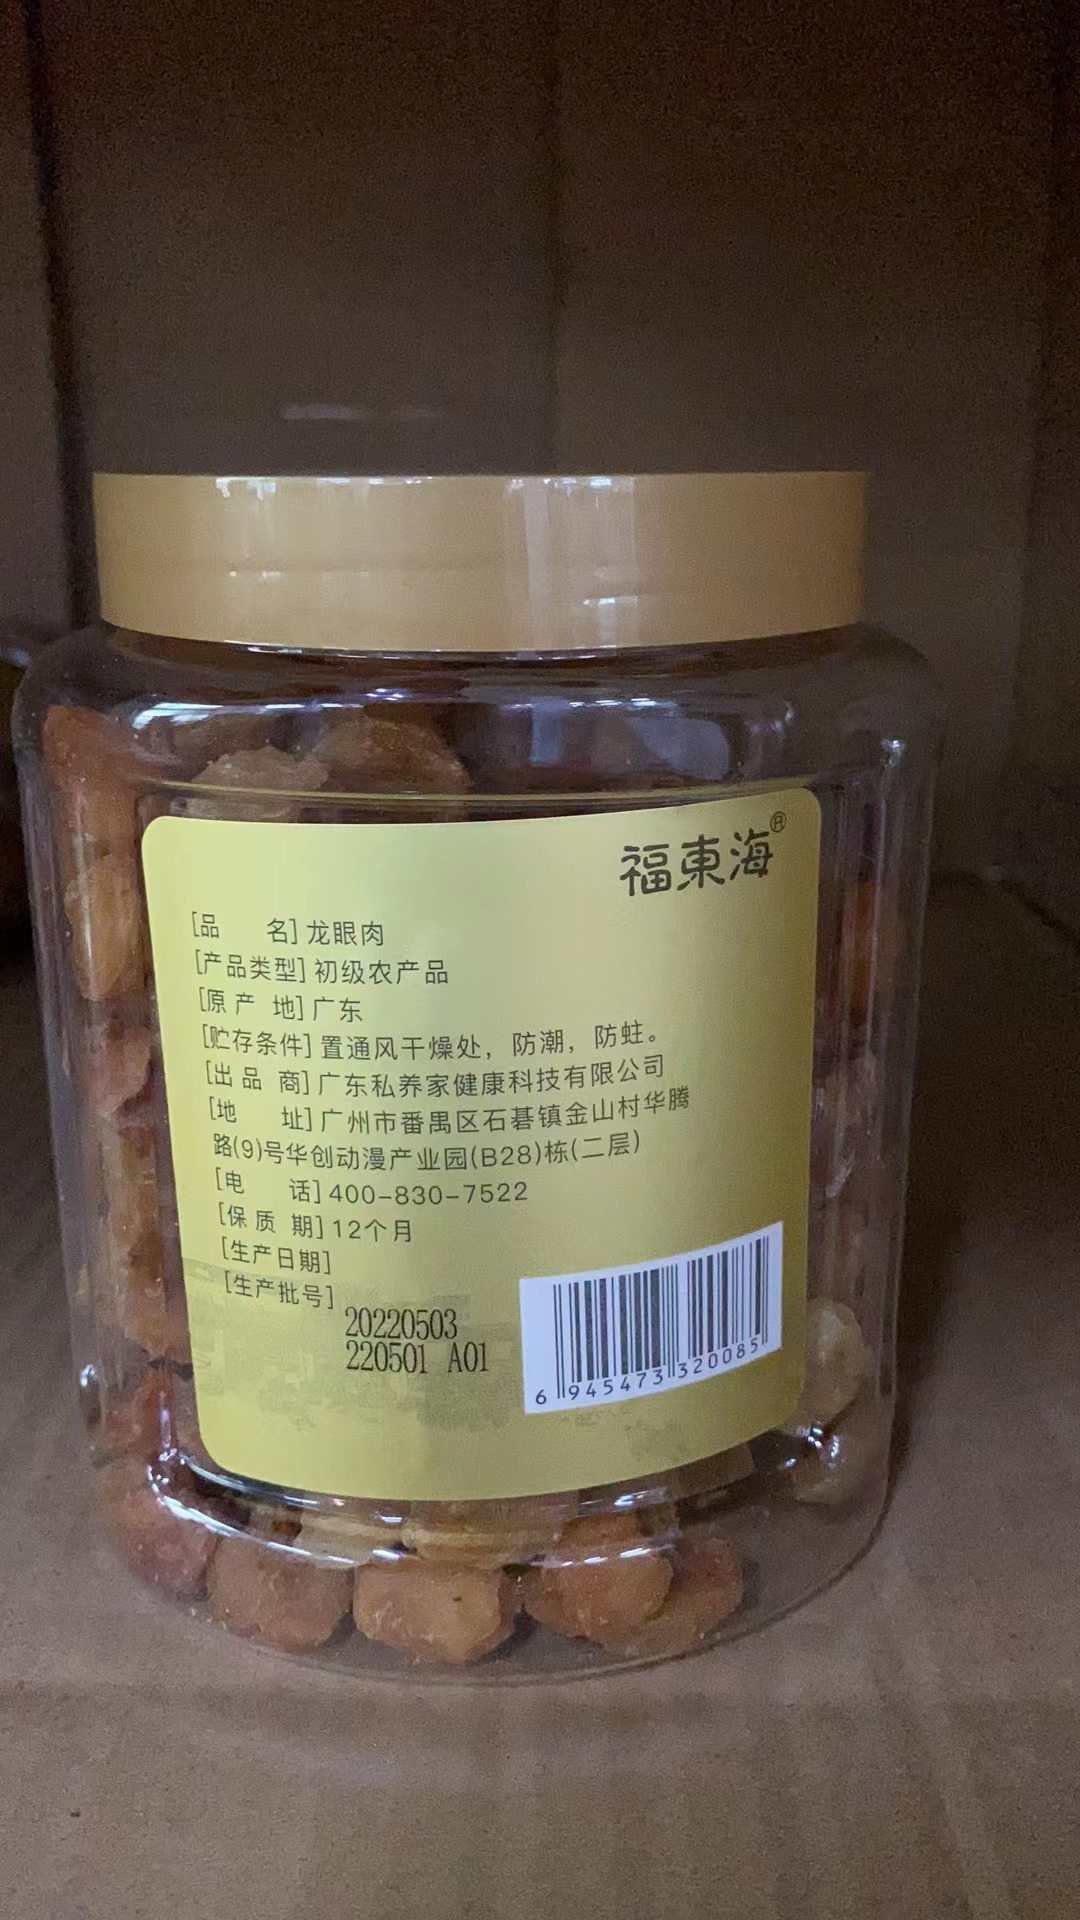 福東海®
[品 名]龙眼肉
[产品类型]初级农产品
[原产 地]广东
[贮存条件]置通风干燥处，防潮，防蛀。
[出品 商]广东私养家健康科技有限公司
[地 址]广州市番禺区石碁镇金山村华腾
路(9)号华创动漫产业园(B28)栋(二层)
[电 话]400-830-7522
[保质 期]12个月
[生产日期]
[生产批号]
20220503
220501 A01
6 945473 320085